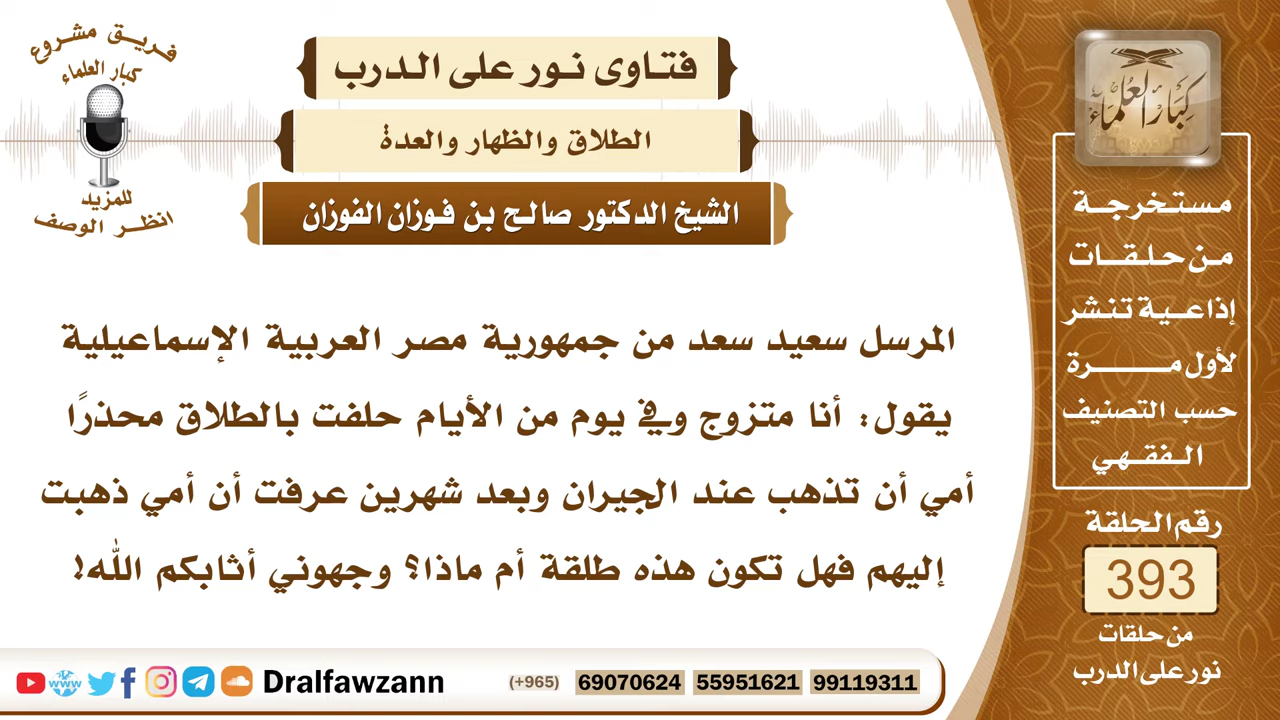 فريق مشروع
كبار العلماء
للمزيد
انظر الوصف
فتاوى نور على الدرب
الطلاق والظهار والعدة
الشيخ الدكتور صالح بن فوزان الفوزان
كبار العلماء
مستخرجة
من حلقات
إذاعية تنشر
لأول مرة
حسب التصنيف
الفقهي
رقم الحلقة
393
من حلقات
نور على الدرب
المرسل سعيد سعد من جمهورية مصر العربية الإسماعيلية
يقول: أنا متزوج وفي يوم من الأيام حلفت بالطلاق محذرًا
أمي أن تذهب عند الجيران وبعد شهرين عرفت أن أمي ذهبت
إليهم فهل تكون هذه طلقة أم ماذا؟ وجهوني أثابكم الله!
www Dralfawzann (+965) 69070624 55951621 99119311